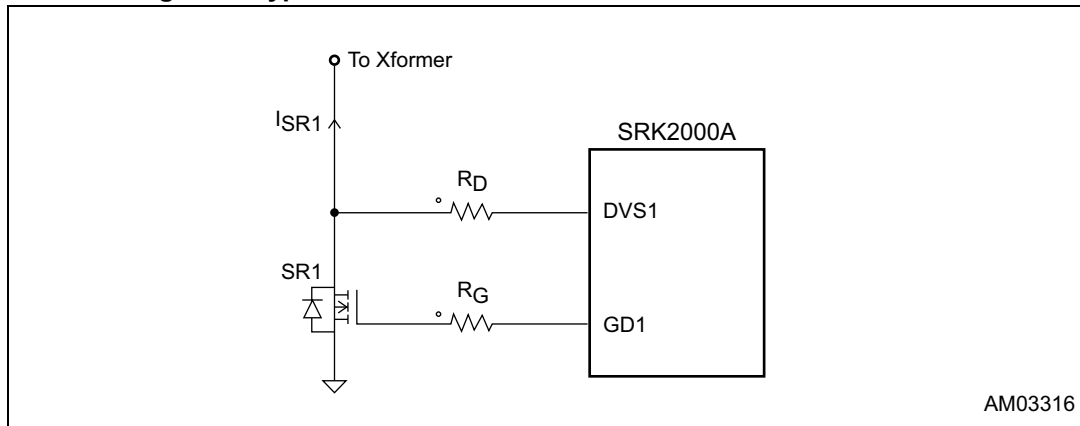 To Xformer
ISR1
SRK2000A
RD
DVS1
SR1
RG
GD1
AM03316